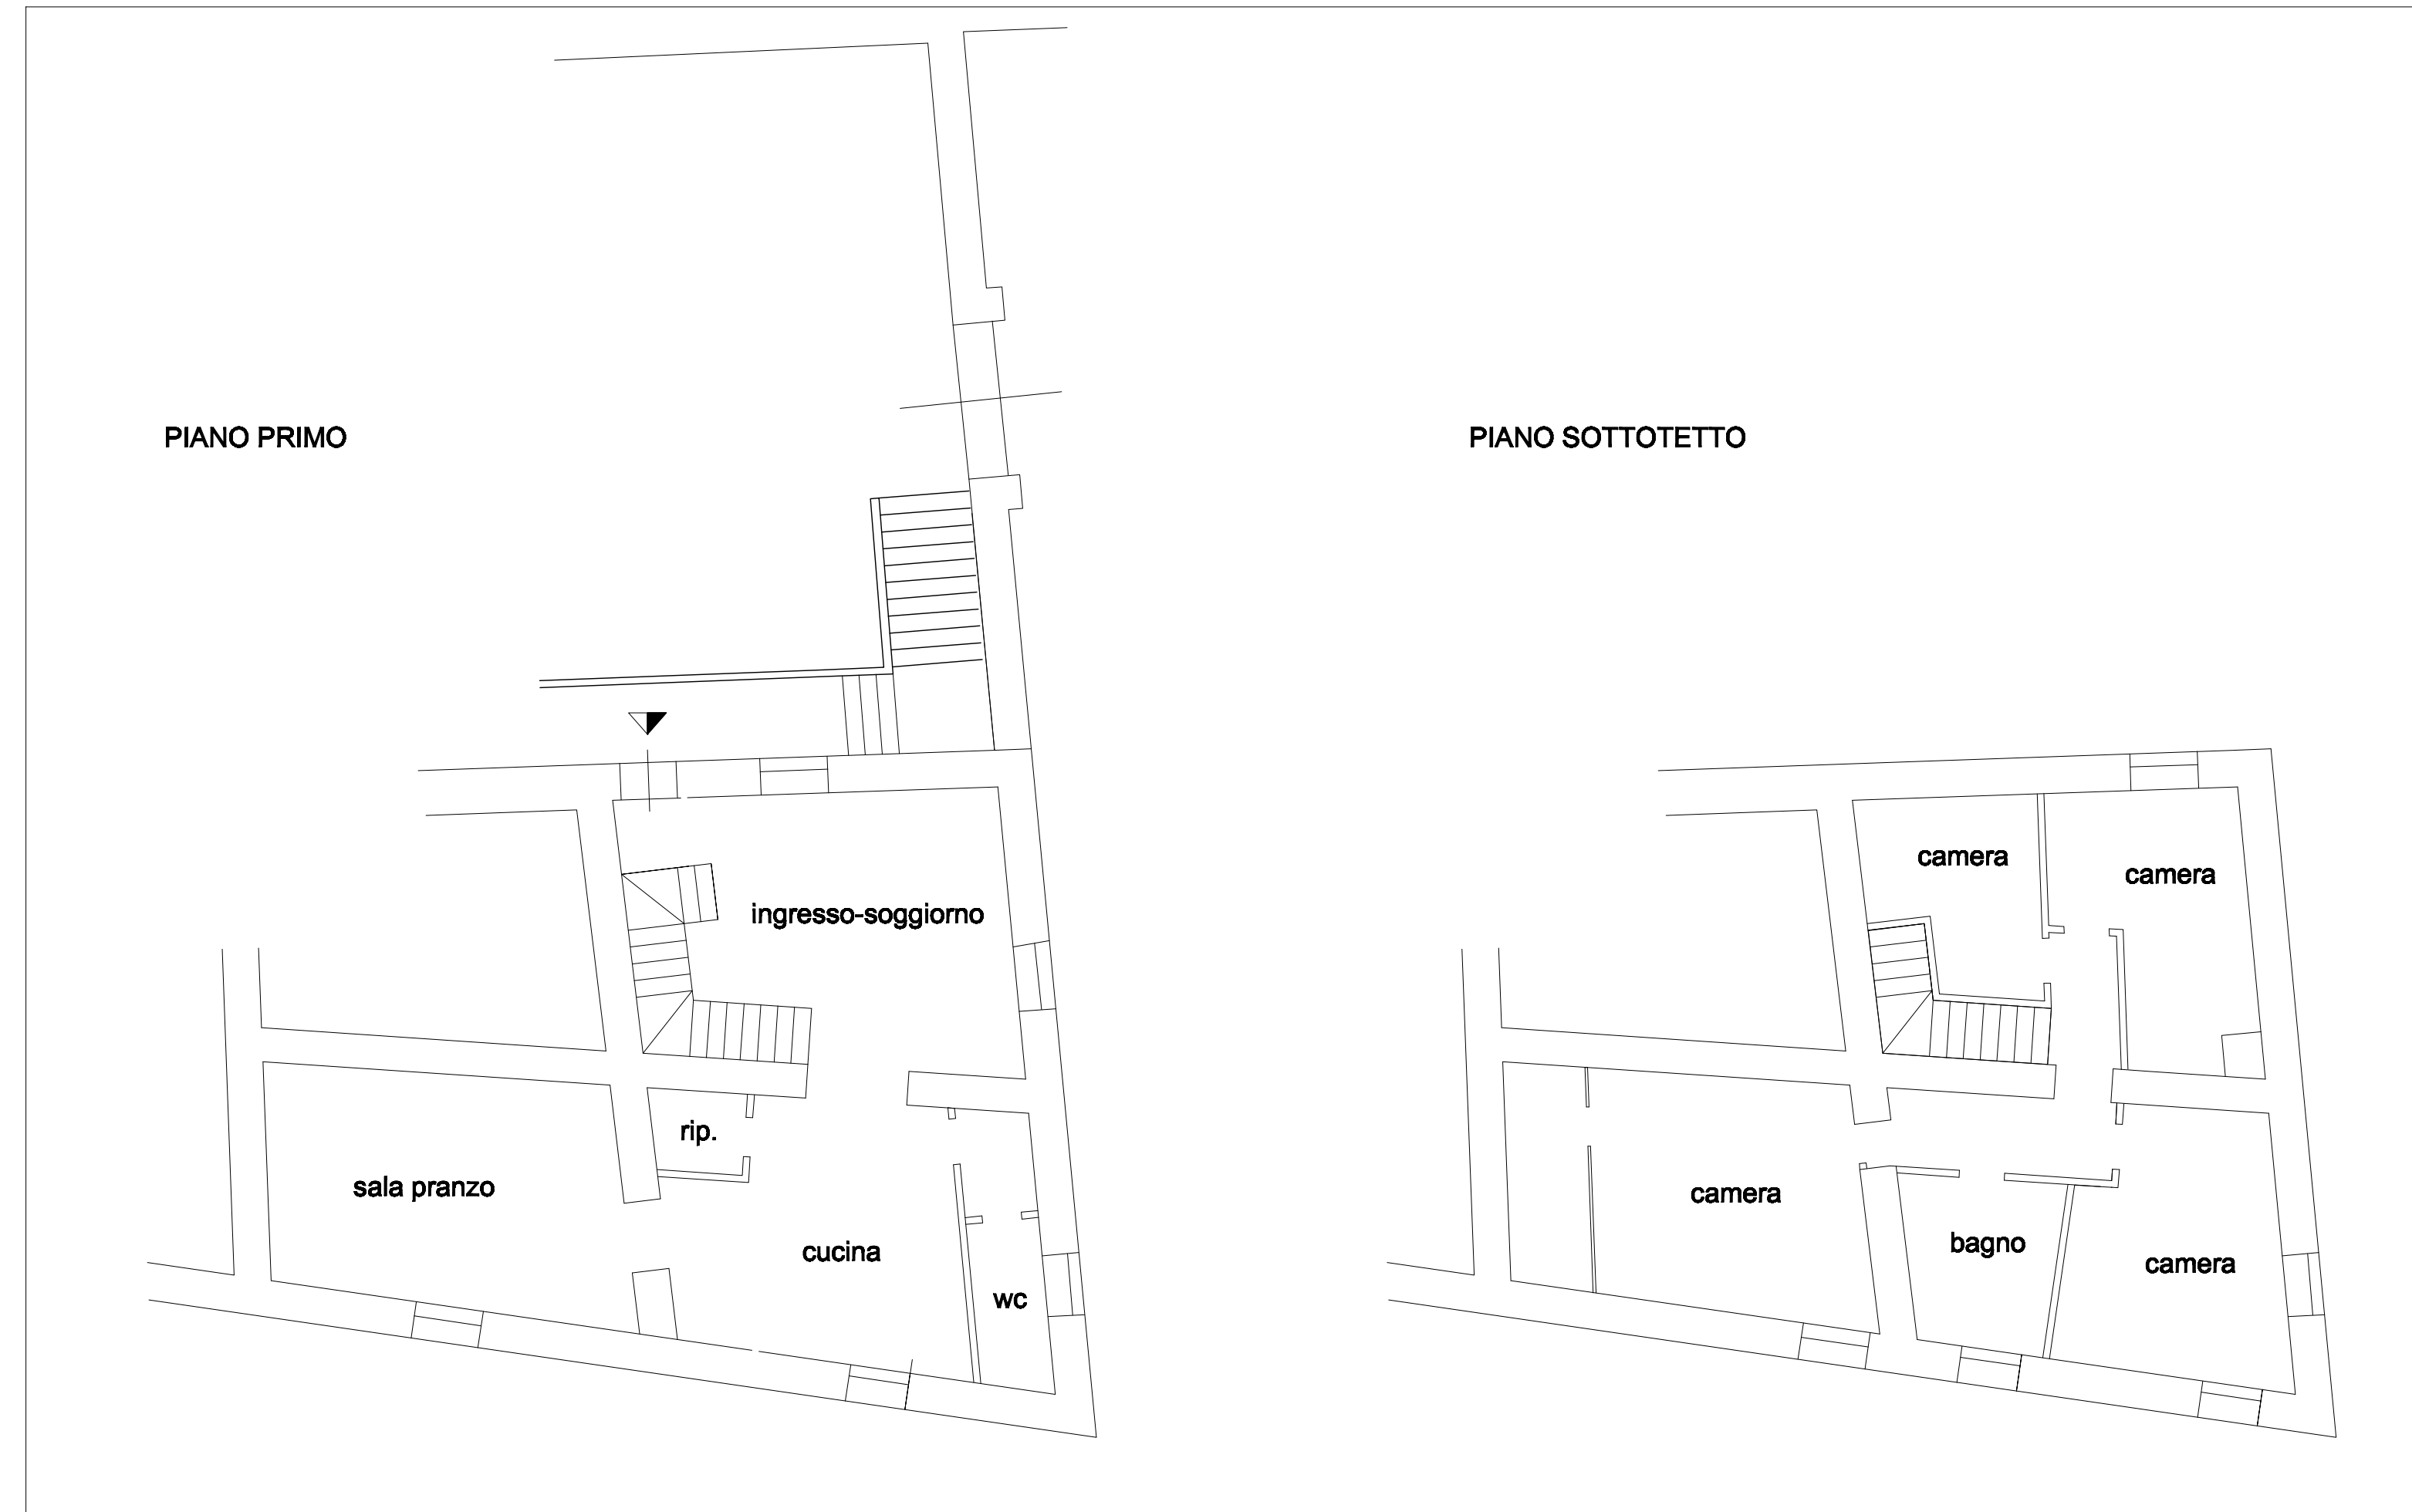 PIANO PRIMO
ingresso-soggiorno
rip.
sala pranzo
cucina
wc
PIANO SOTTOTETTO
camera
camera
camera
bagno
camera